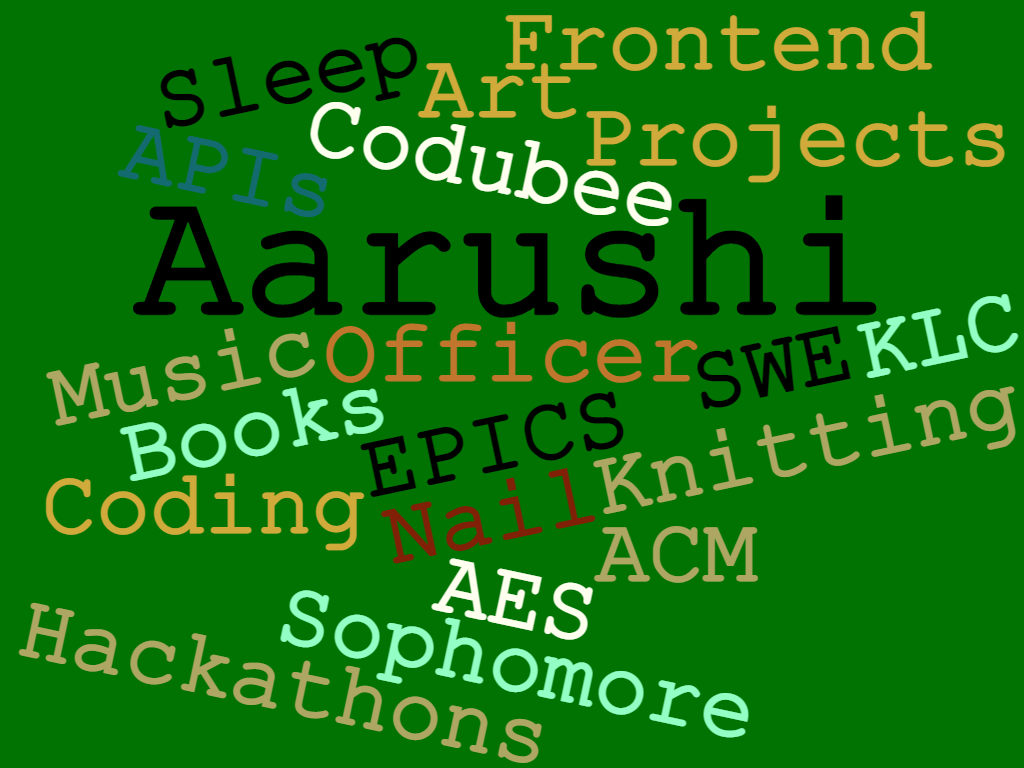 Frontend
Sleep
Art
Projects
Codubee
APIs
Aarushi
Officer
Music
SWE
KLC
Books
EPICS
Knitting
Coding
Nail
ACM
AES
Sophomore
Hackathons